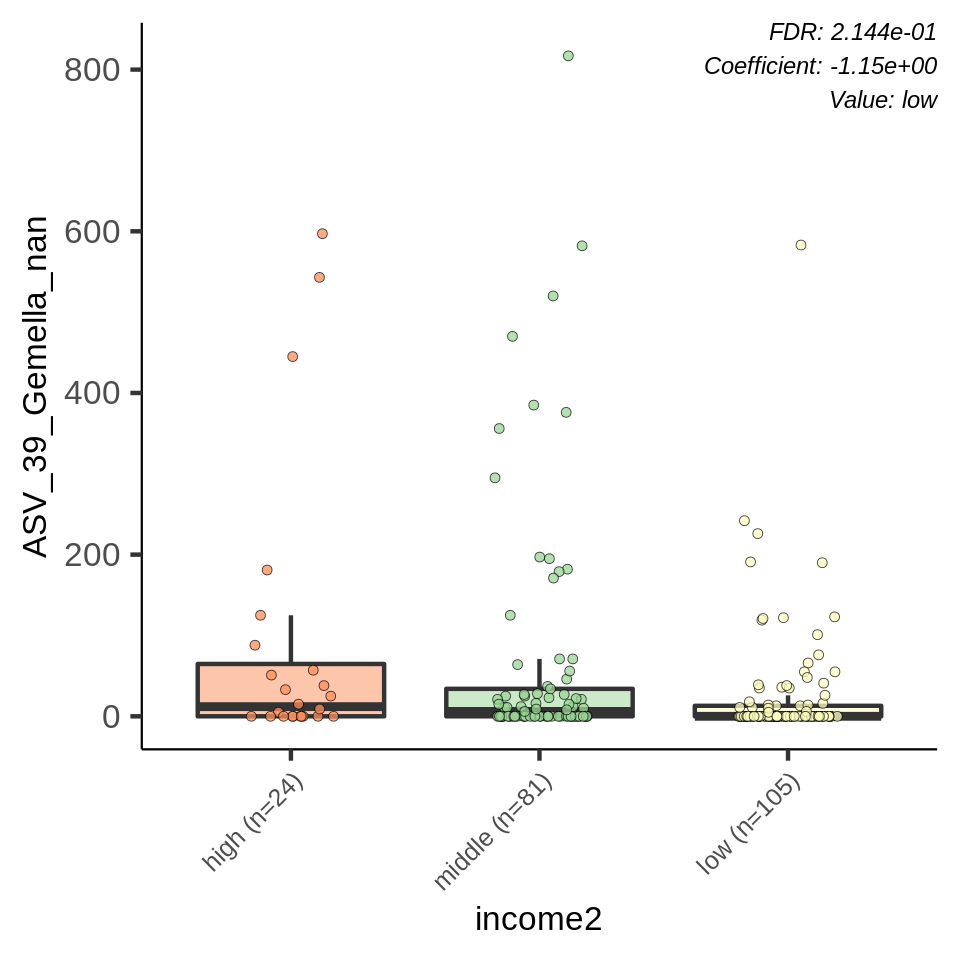 FDR: 2.144e-01
Coefficient: -1.15e+00
Value: low
800
600
400
200
0
ASV_39_Gemella_nan
high (n=24)
middle (n=81)
low (n=105)
income2